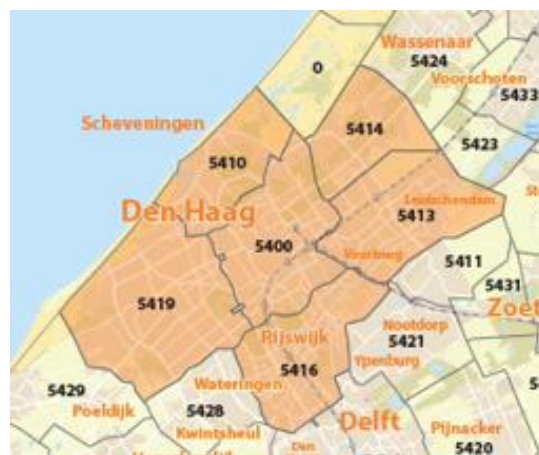 Wassenaar
5424
0
Voorschoten
5433
Scheveningen
5414
5423
5410
Leidschendam
Den Haag
5413
5400
Voorburg
5411
5431
5419
Zoet
Nootdorp
Rijswijk
5421
5416
Ypenburg
5429
Wateringen
Poeldijk
5428
Delft
Kwintsheul
Pijnacker
Den
5420